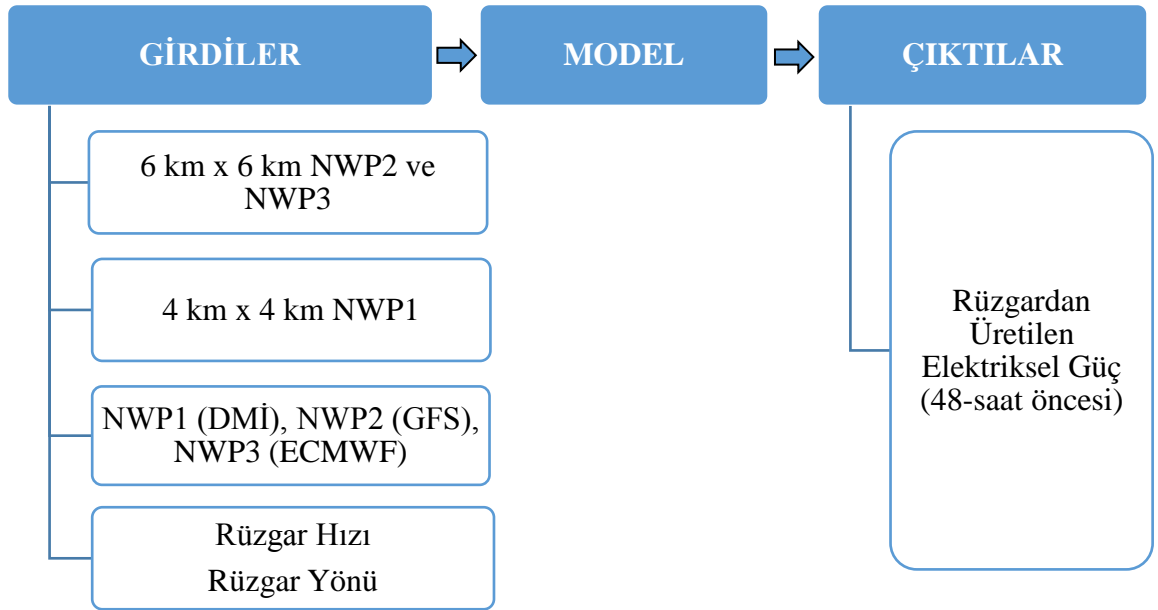 GİRDİLER
MODEL
ÇIKTILAR
6 km x 6 km NWP2 ve
NWP3
4 km x 4 km NWP1
NWP1 (DMİ), NWP2 (GFS),
NWP3 (ECMWF)
Rüzgar Hızı
Rüzgar Yönü
Rüzgardan
Üretilen
Elektriksel Güç
(48-saat öncesi)